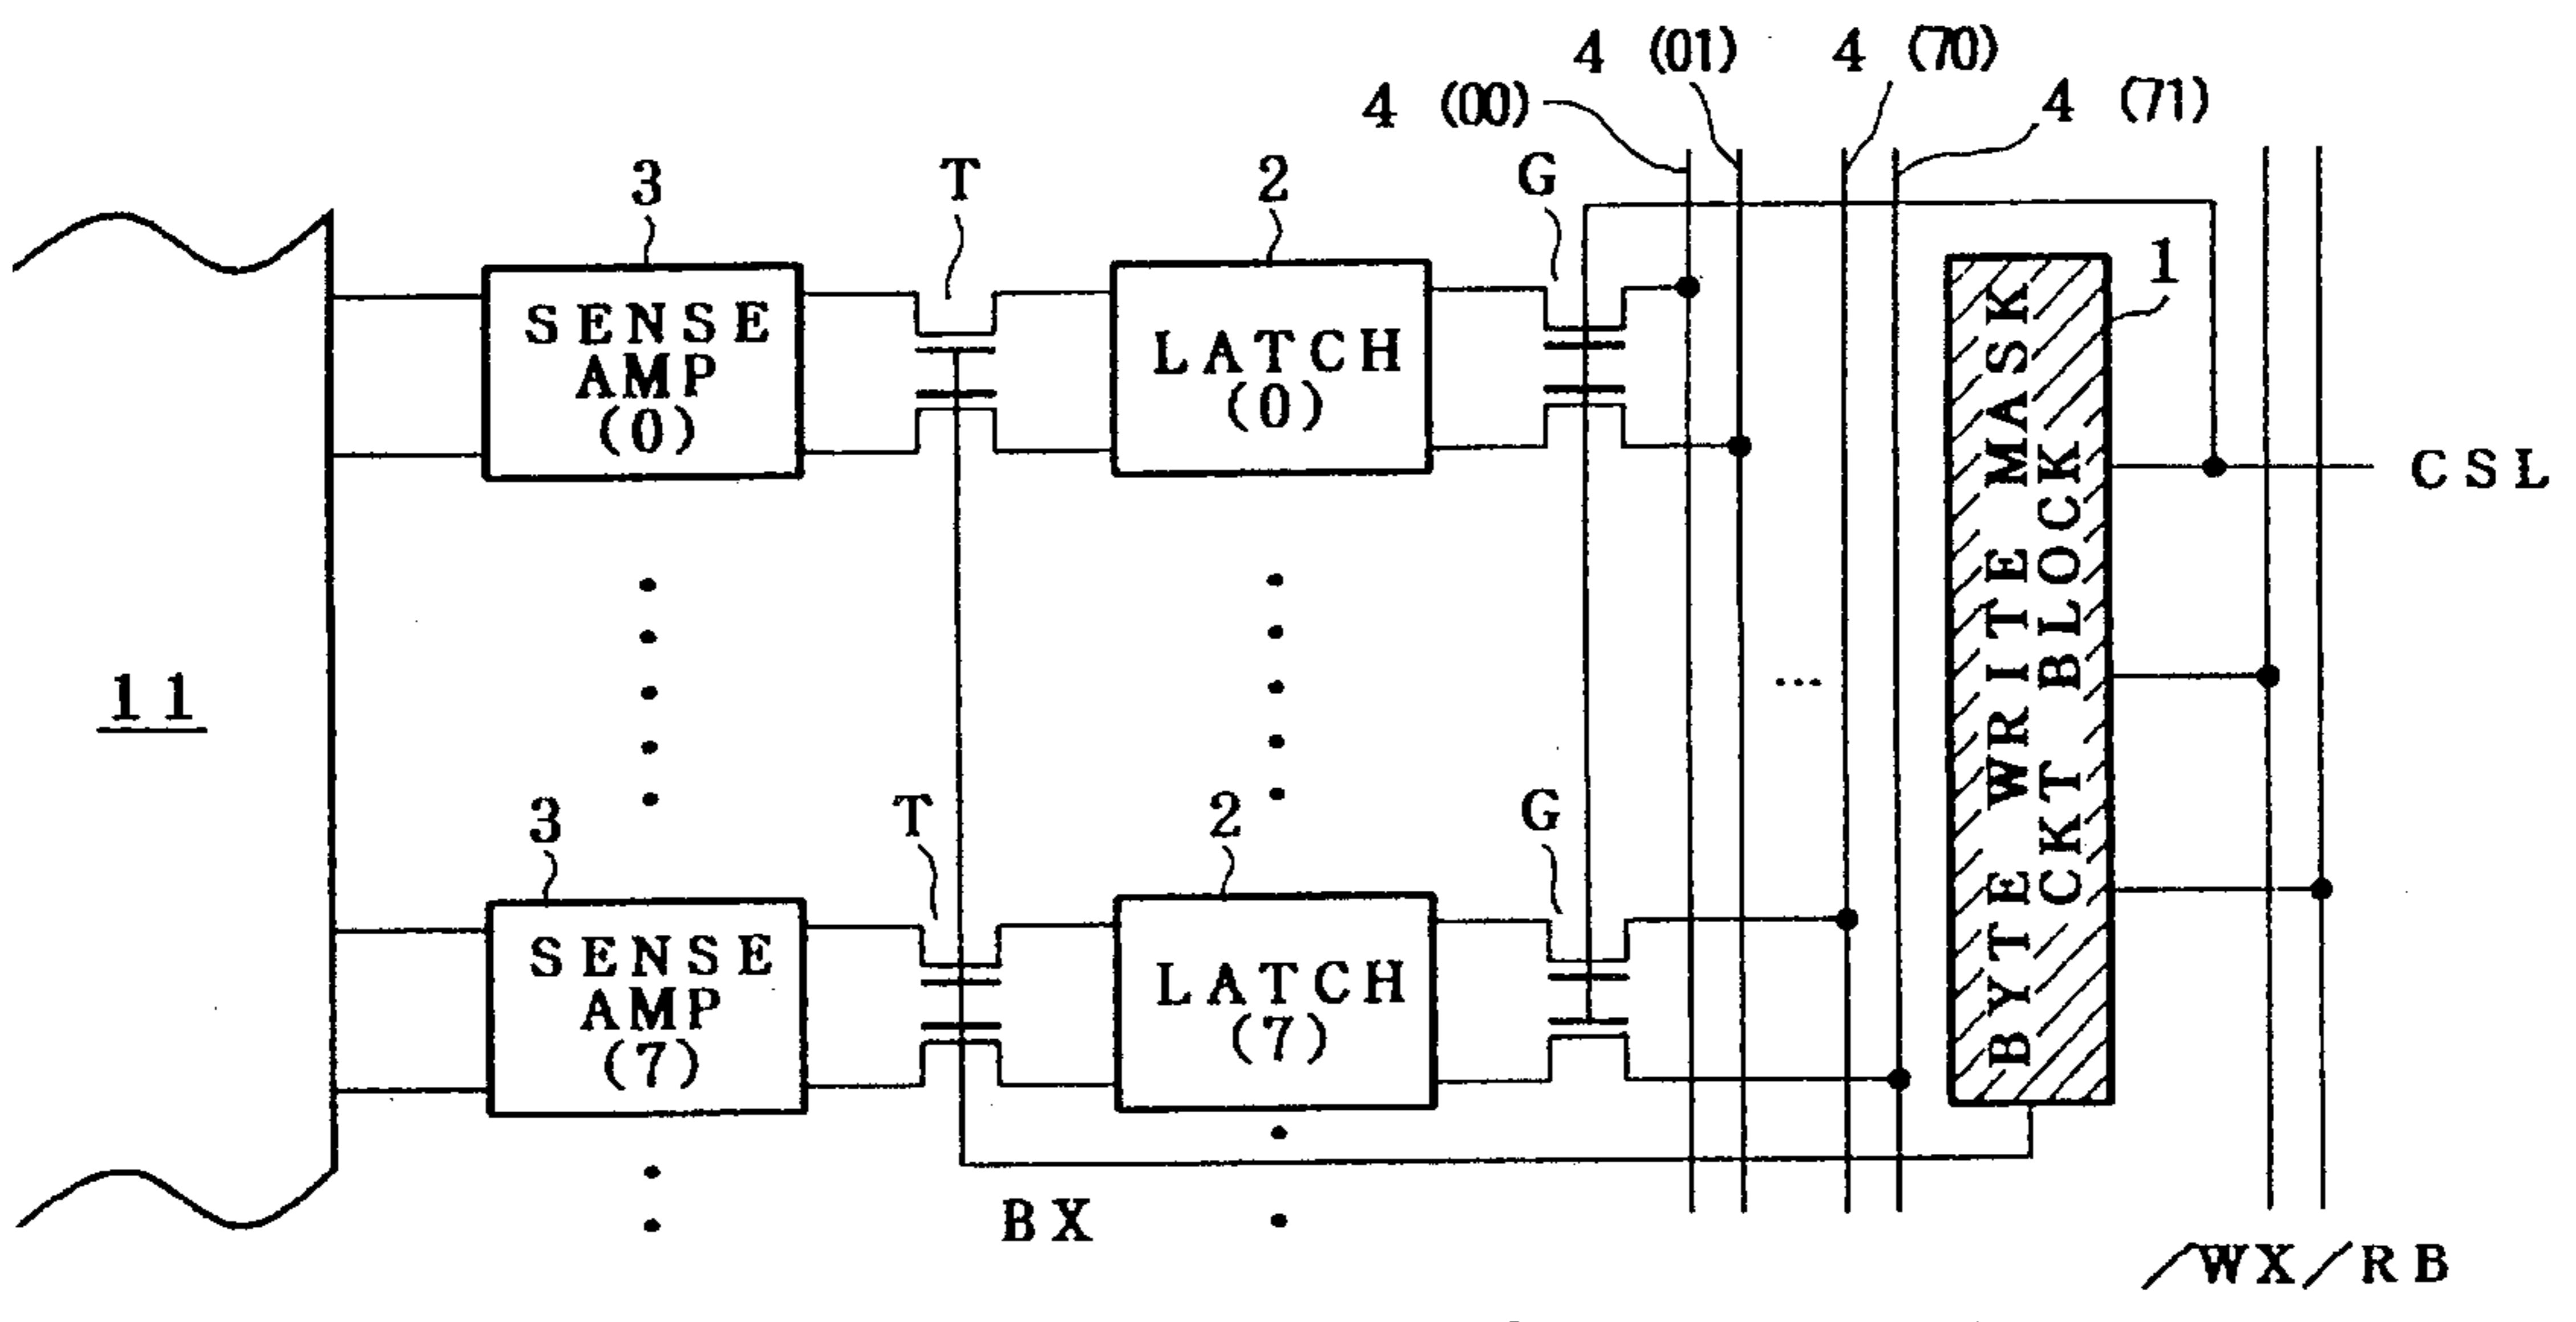 4 (01)
4 (70)
4 (00)
4 (71)
3
T
2
G
1
SENSE
AMP
(0)
LATCH
(0)
BYTE WRITE MASK
CKT BLOCK
CSL
11
...
3
T
2
G
SENSE
AMP
(7)
LATCH
(7)
BX
/WX/RB